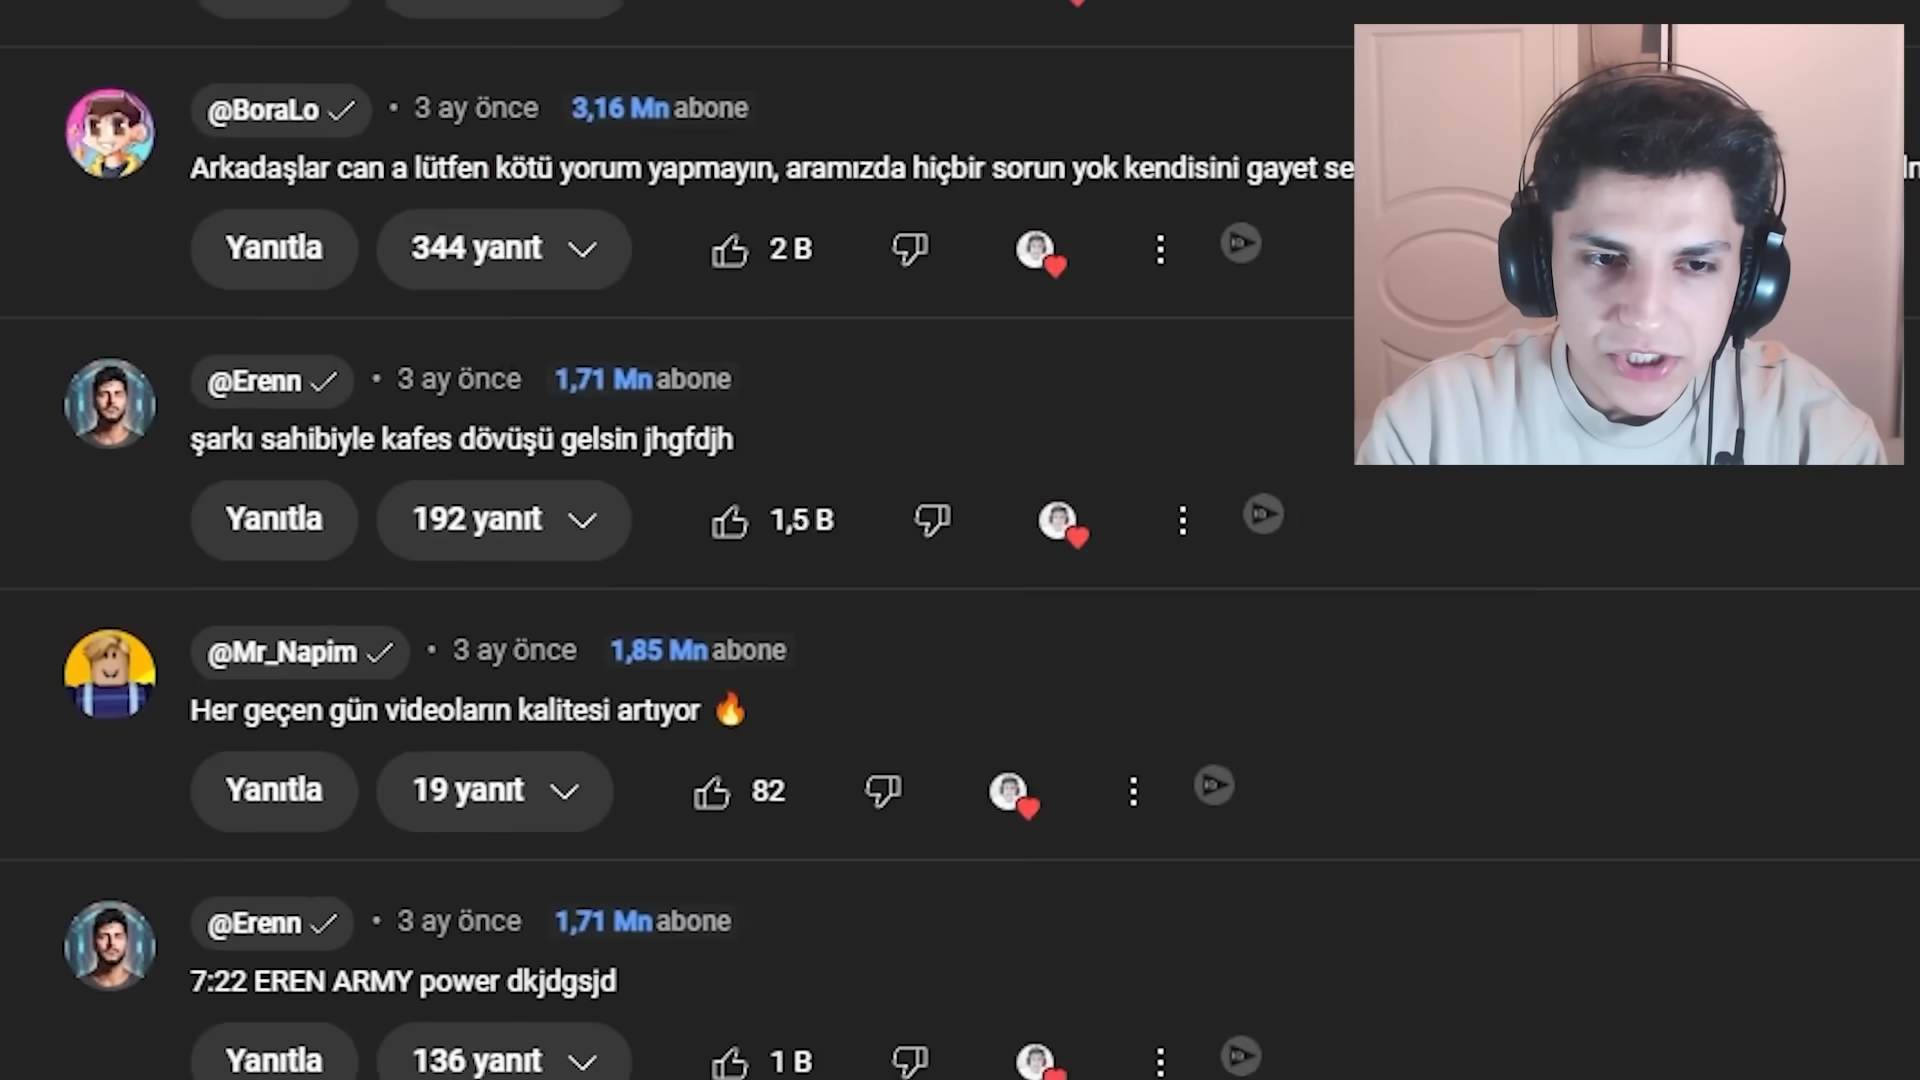 @BoraLo • 3 ay önce 3,16 Mn abone
Arkadaşlar can a lütfen kötü yorum yapmayın, aramızda hiçbir sorun yok kendisini gayet se
Yanıtla 344 yanıt 2 B
@Erenn • 3 ay önce 1,71 Mn abone
şarkı sahibiyle kafes dövüşü gelsin jhgfdjh
Yanıtla 192 yanıt 1,5 B
@Mr_Napim • 3 ay önce 1,85 Mn abone
Her geçen gün videoların kalitesi artıyor 🔥
Yanıtla 19 yanıt 82
@Erenn • 3 ay önce 1,71 Mn abone
7:22 EREN ARMY power dkjdgsjd
Yanıtla 136 yanıt 1 B